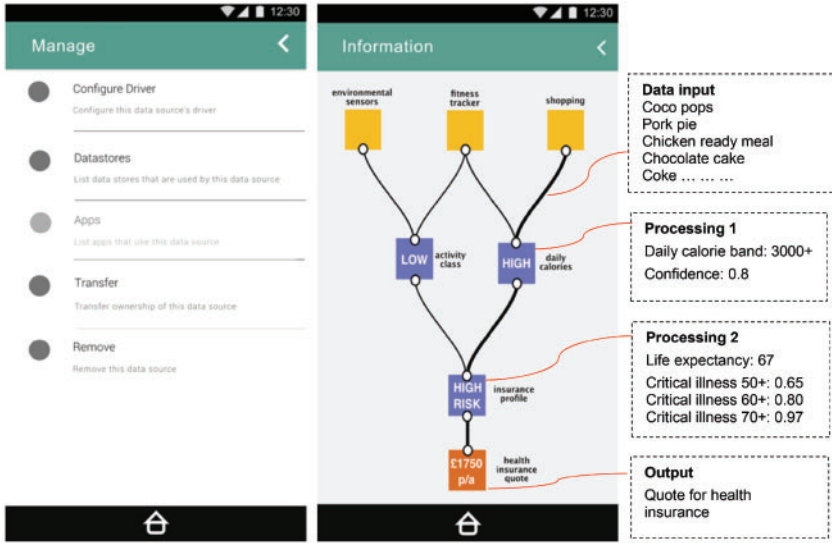 12:30
Manage
Configure Driver
Configure this data source's driver
Datastores
List data stores that are used by this data source
Apps
List apps that use this data source
Transfer
Transfer ownership of this data source
Remove
Remove this data source
12:30
Information
environmental
sensors
fitness
tracker
shopping
LOW
activity
class
HIGH
daily
calories
HIGH
RISK
insurance
profile
£1750
p/a
health
insurance
quote
Data input
Coco pops
Pork pie
Chicken ready meal
Chocolate cake
Coke ... ... ...
Processing 1
Daily calorie band: 3000+
Confidence: 0.8
Processing 2
Life expectancy: 67
Critical illness 50+: 0.65
Critical illness 60+: 0.80
Critical illness 70+: 0.97
Output
Quote for health
insurance